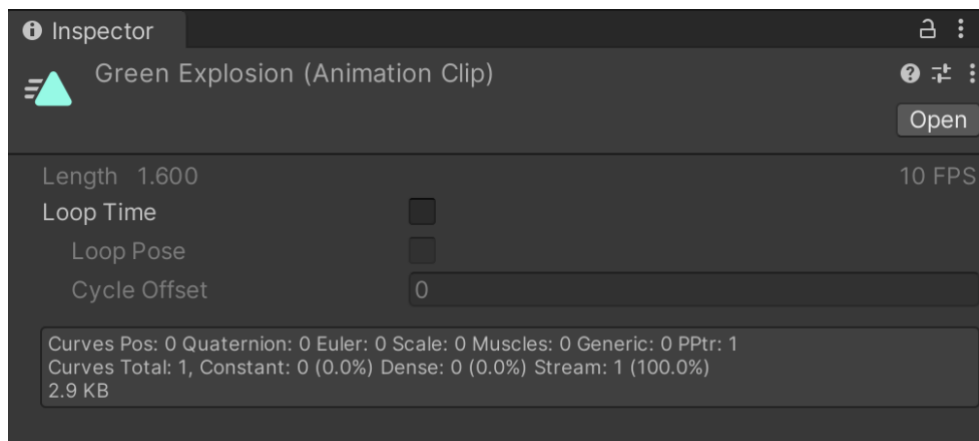 Inspector
Green Explosion (Animation Clip)
Open
Length 1.600 10 FPS
Loop Time
Loop Pose
Cycle Offset 0
Curves Pos: 0 Quaternion: 0 Euler: 0 Scale: 0 Muscles: 0 Generic: 0 PPtr: 1
Curves Total: 1, Constant: 0 (0.0%) Dense: 0 (0.0%) Stream: 1 (100.0%)
2.9 KB